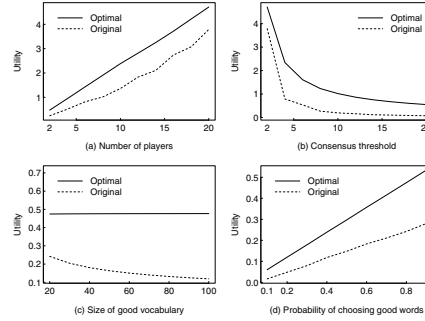 Optimal
Original
Utility
4
3
2
1
2 5 10 15 20
(a) Number of players
Optimal
Original
Utility
4
3
2
1
0
2 5 10 15 20
(b) Consensus threshold
Optimal
Original
Utility
0.7
0.6
0.5
0.4
0.3
0.2
0.1
20 40 60 80 100
(c) Size of good vocabulary
Optimal
Original
Utility
0.5
0.4
0.3
0.2
0.1
0.0
0.1 0.2 0.4 0.6 0.8
(d) Probability of choosing good words